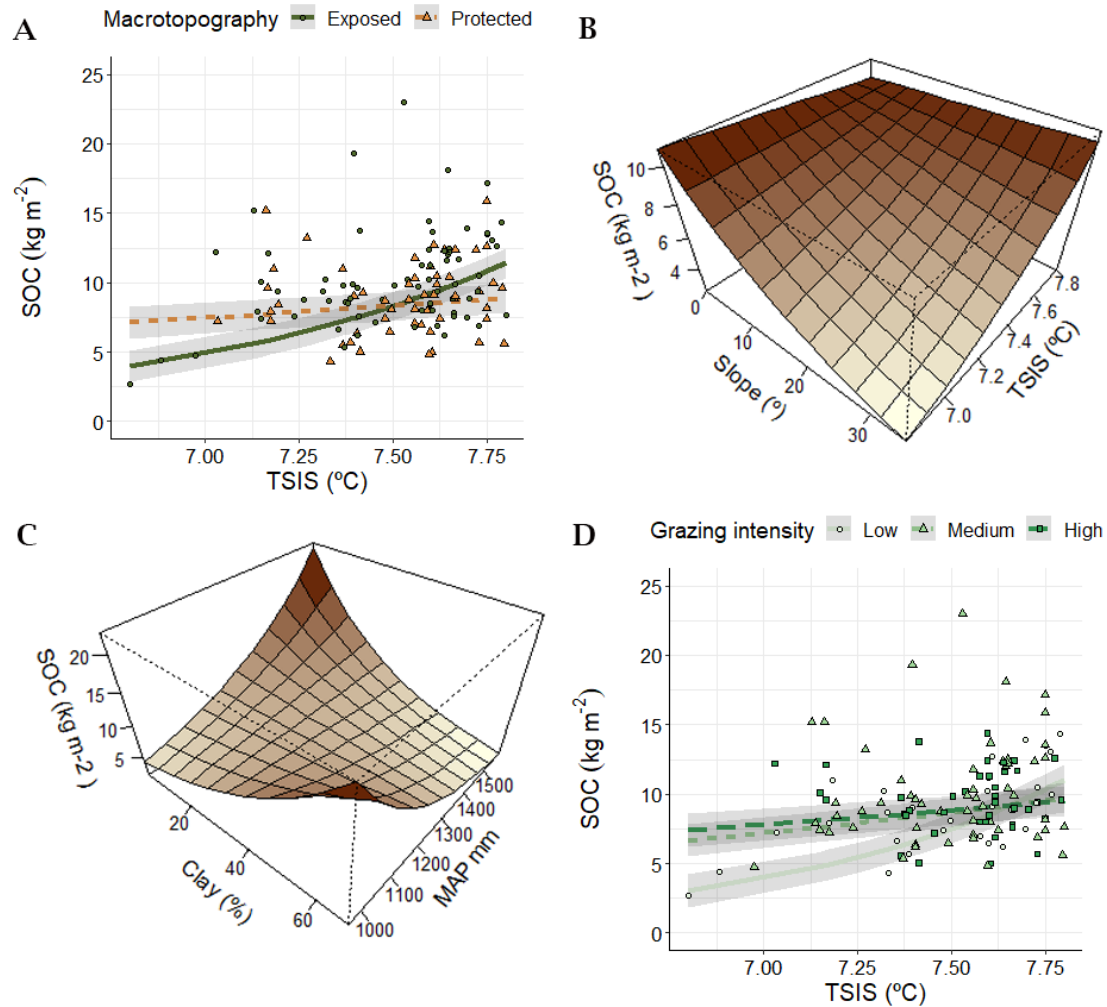 A
Macrotopography Exposed Protected
SOC (kg m-2)
25
20
15
10
5
0
7.00 7.25 7.50 7.75
TSIS (ºC)
B
SOC (kg m-2 )
10
8
6
4
0
10
20
30
Slope (º)
7.0
7.2
7.4
7.6
7.8
TSIS (ºC)
C
SOC (kg m-2 )
20
15
10
5
20
40
60
Clay (%)
1000
1100
1200
1300
1400
1500
MAP mm
D
Grazing intensity Low Medium High
SOC (kg m-2)
25
20
15
10
5
0
7.00 7.25 7.50 7.75
TSIS (ºC)